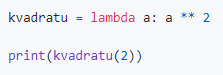 kvadratu = lambda a: a ** 2
print(kvadratu(2))